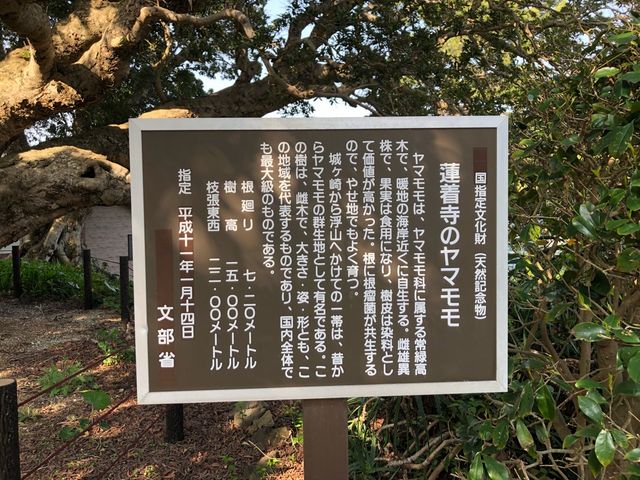 国指定文化財（天然記念物）
蓮着寺のヤマモモ
ヤマモモは、ヤマモモ科に属する常緑高
木で、暖地の海岸近くに自生する。雌雄異
株で、果実は食用になり、樹皮は染料とし
て価値が高かった。根に根瘤菌が共生する
ので、やせ地でもよく育つ。
城ヶ崎から浮山へかけての一帯は、昔か
らヤマモモの群生地として有名である。こ
の樹は、雌木で、大きさ・姿・形とも、こ
の地域を代表するものであり、国内全体で
も最大級のものである。
根廻り 七・二〇メートル
樹高 一五・〇〇メートル
枝張東西 二二・〇〇メートル
指定 平成十一年一月十四日
文部省